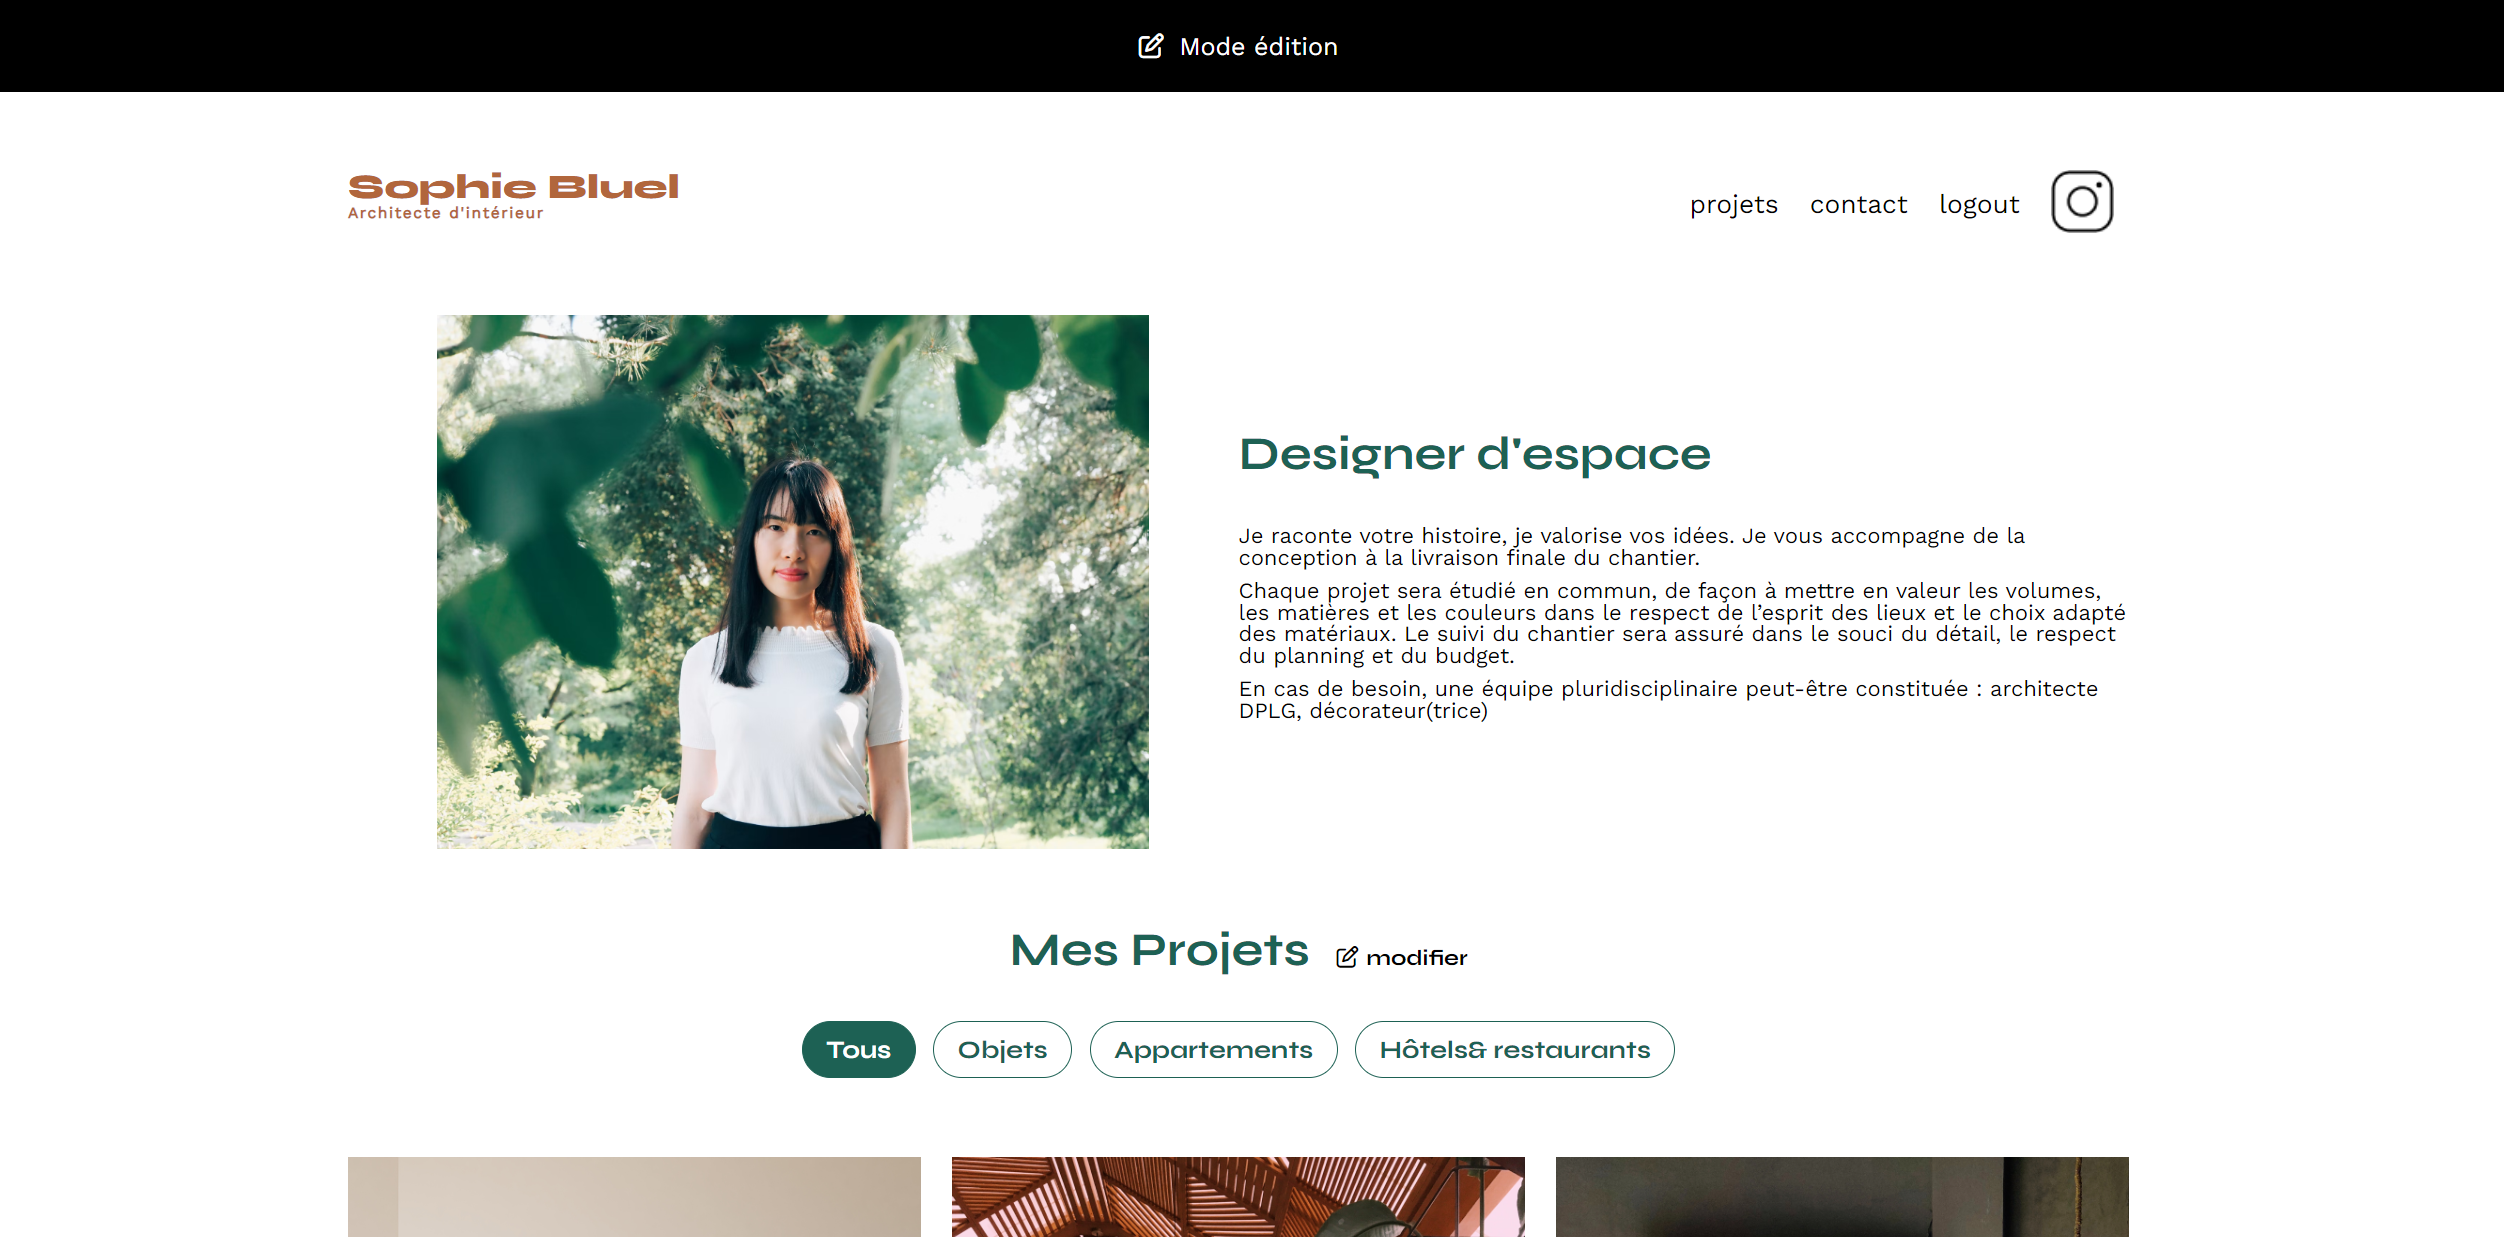 Mode édition
Sophie Bluel
Architecte d'intérieur
projets
contact
logout
Designer d'espace
Je raconte votre histoire, je valorise vos idées. Je vous accompagne de la
conception à la livraison finale du chantier.
Chaque projet sera étudié en commun, de façon à mettre en valeur les volumes,
les matières et les couleurs dans le respect de l’esprit des lieux et le choix adapté
des matériaux. Le suivi du chantier sera assuré dans le souci du détail, le respect
du planning et du budget.
En cas de besoin, une équipe pluridisciplinaire peut-être constituée : architecte
DPLG, décorateur(trice)
Mes Projets
modifier
Tous
Objets
Appartements
Hôtels& restaurants